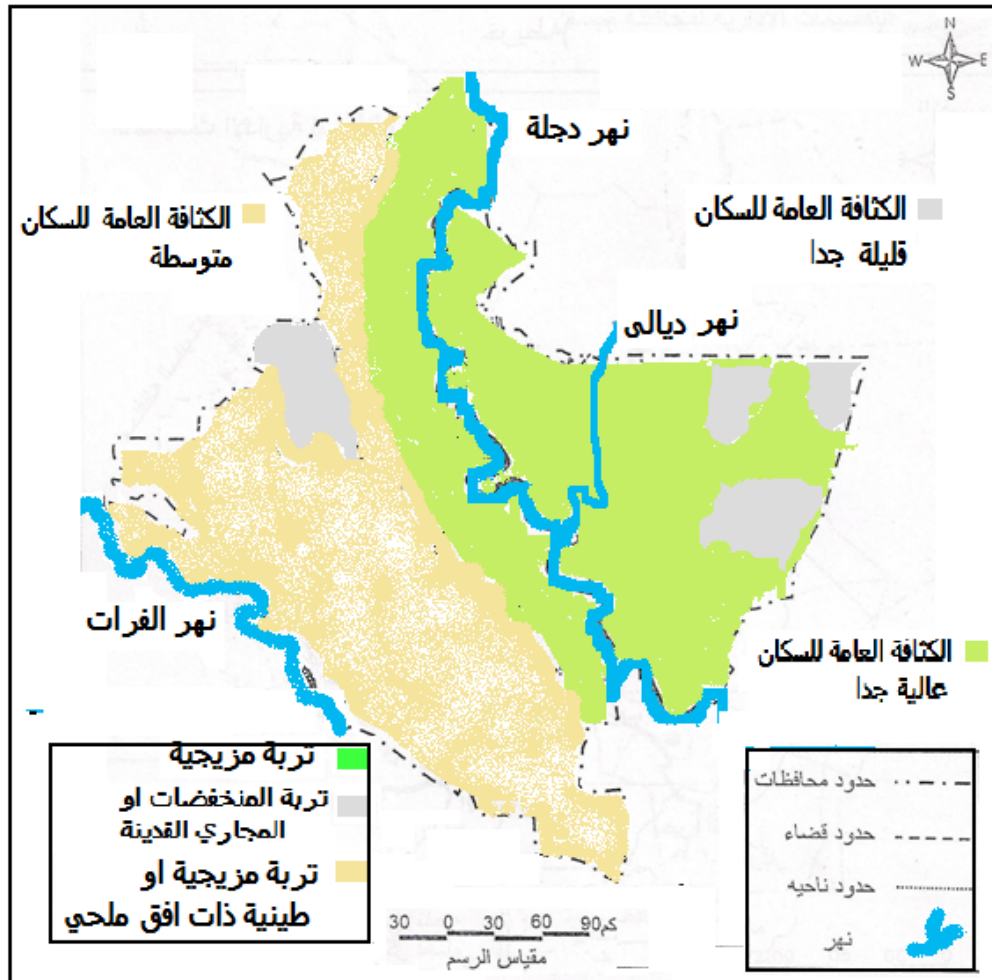 N
W E
S
نهر دجلة
الكثافة العامة للسكان
متوسطة
الكثافة العامة للسكان
قليلة جدا
نهر ديالى
نهر الفرات
الكثافة العامة للسكان
عالية جدا
تربة مزيجية
تربة المنخفضات او
المجاري القدينة
تربة مزيجية او
طينية ذات افق ملحي
30 0 30 60 90كم
مقياس الرسم
حدود محافظات
حدود قضاء
حدود ناحيه
نهر